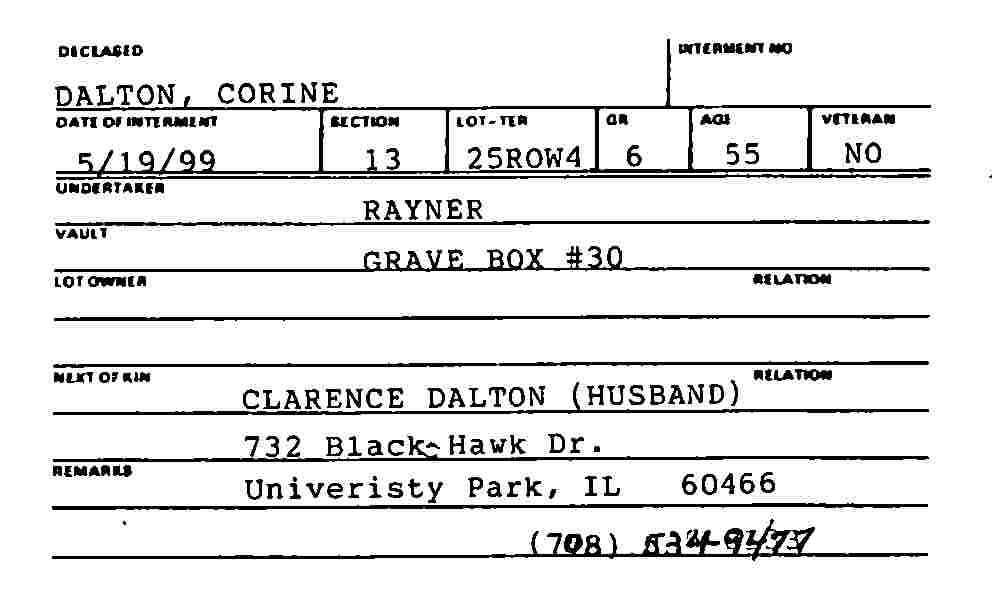 DECEASED INTERMENT NO
DALTON, CORINE
DATE OF INTERMENT SECTION LOT-TER GR AGE VETERAN
5/19/99 13 25ROW4 6 55 NO
UNDERTAKER
RAYNER
VAULT
GRAVE BOX #30
LOT OWNER RELATION
NEXT OF KIN RELATION
CLARENCE DALTON (HUSBAND)
732 Black-Hawk Dr.
REMARKS
Univeristy Park, IL 60466
(708)